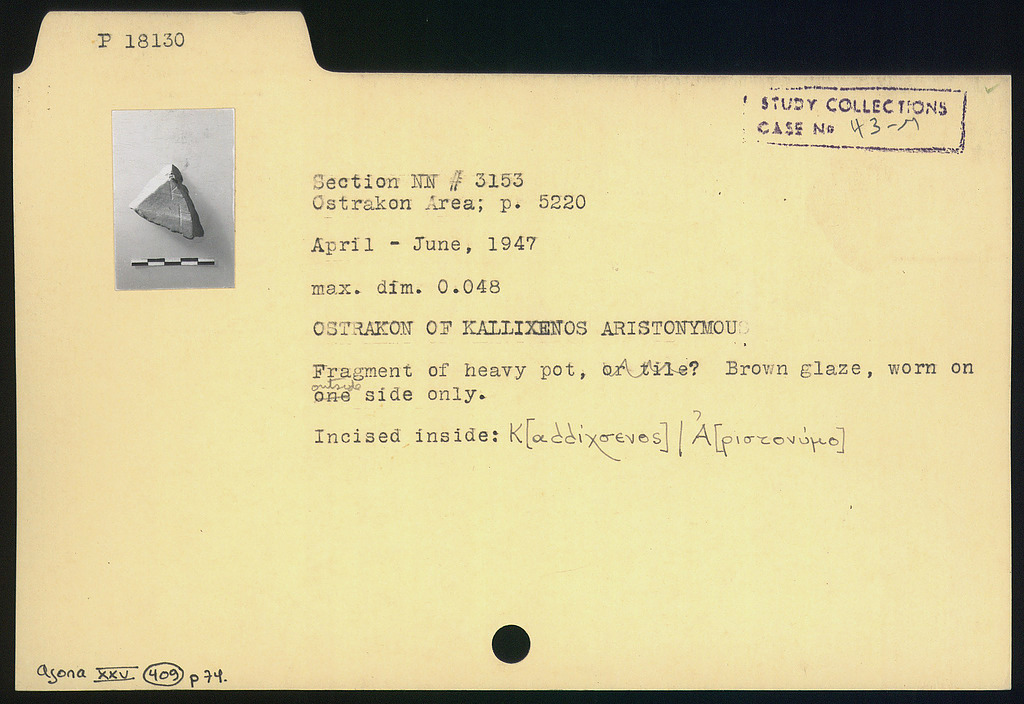 P 18130
STUDY COLLECTIONS
CASE No 43-M
Section NN # 3153
Ostrakon Area; p. 5220
April - June, 1947
max. dim. 0.048
OSTRAKON OF KALLIXENOS ARISTONYMOUS
Fragment of heavy pot, or tile? Brown glaze, worn on
outside
one side only.
Incised inside: Κ[αλλίχσενος] | Ἀ[ριστονύμο]
Agora XXV 409 p 74.